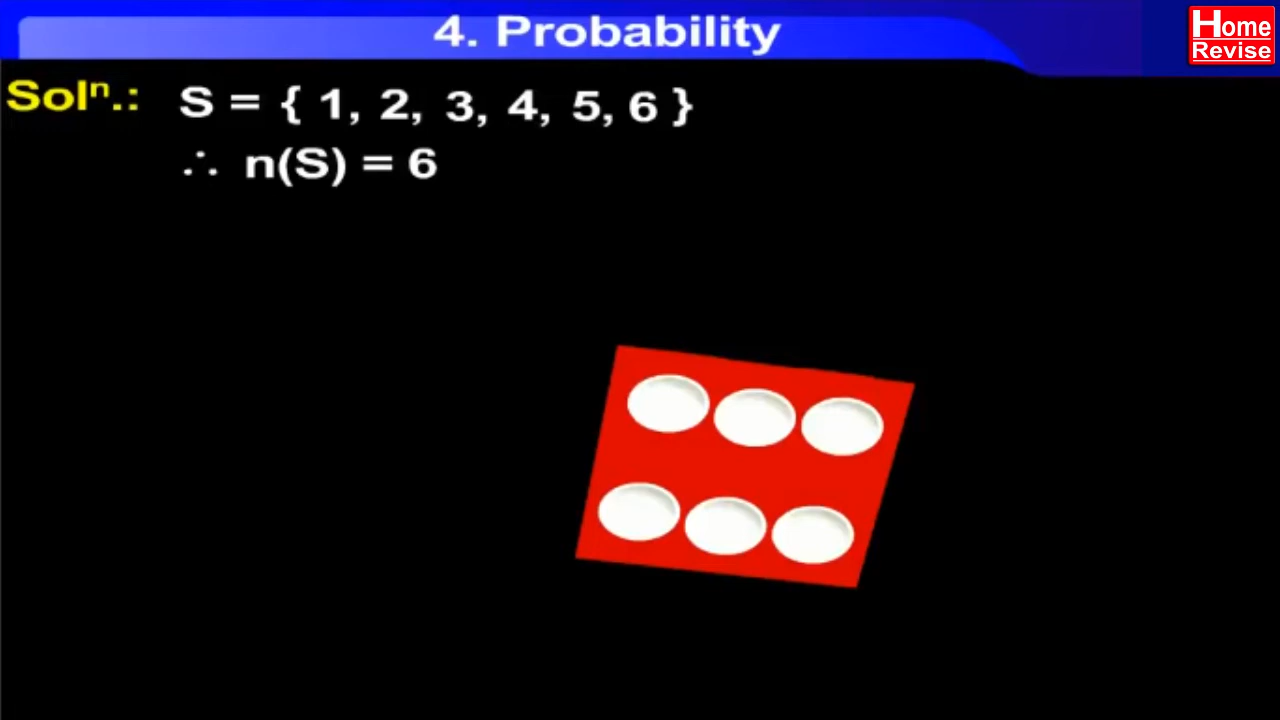 4. Probability
Home
Revise
Solⁿ.: S = { 1, 2, 3, 4, 5, 6 }
∴ n(S) = 6